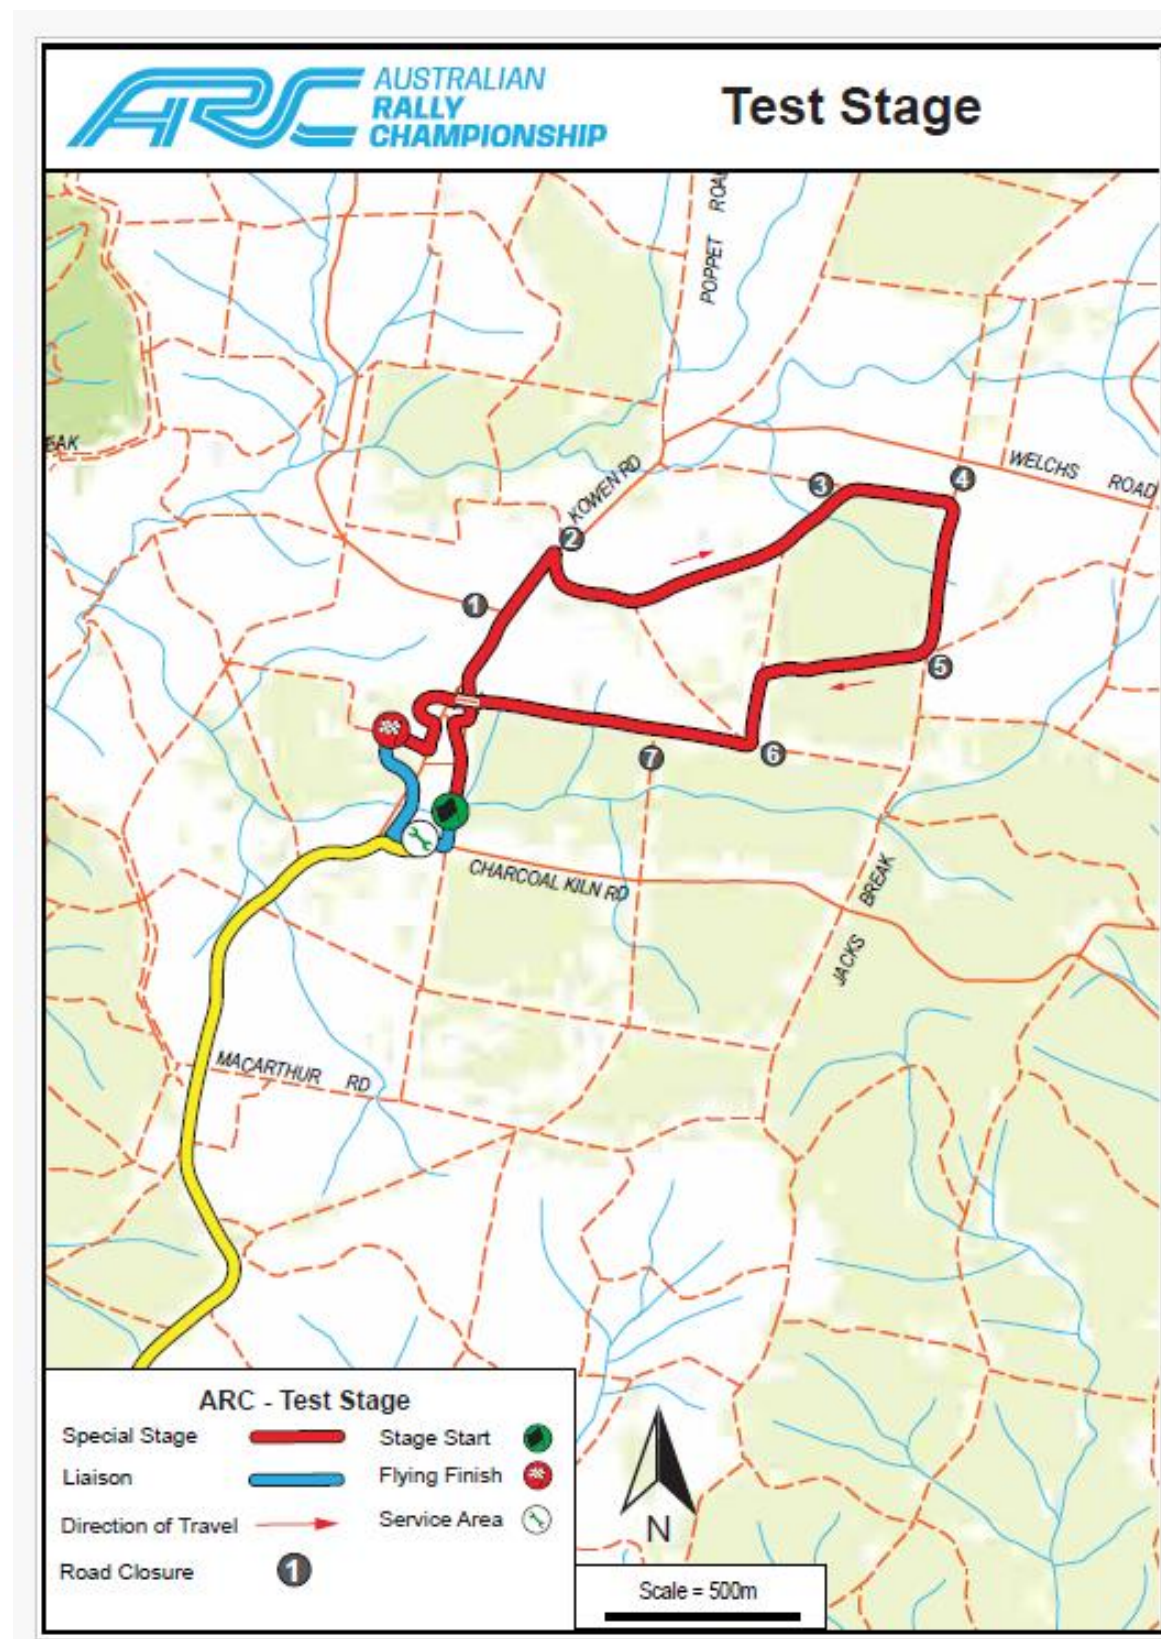 AUSTRALIAN
RALLY
CHAMPIONSHIP
Test Stage
POPPET ROAD
EAK
KOWEN RD
WELCHS ROAD
3
4
2
1
5
6
7
CHARCOAL KILN RD
JACKS BREAK
MACARTHUR RD
ARC - Test Stage
Special Stage
Stage Start
Liaison
Flying Finish
Direction of Travel
Service Area
Road Closure
1
N
Scale = 500m